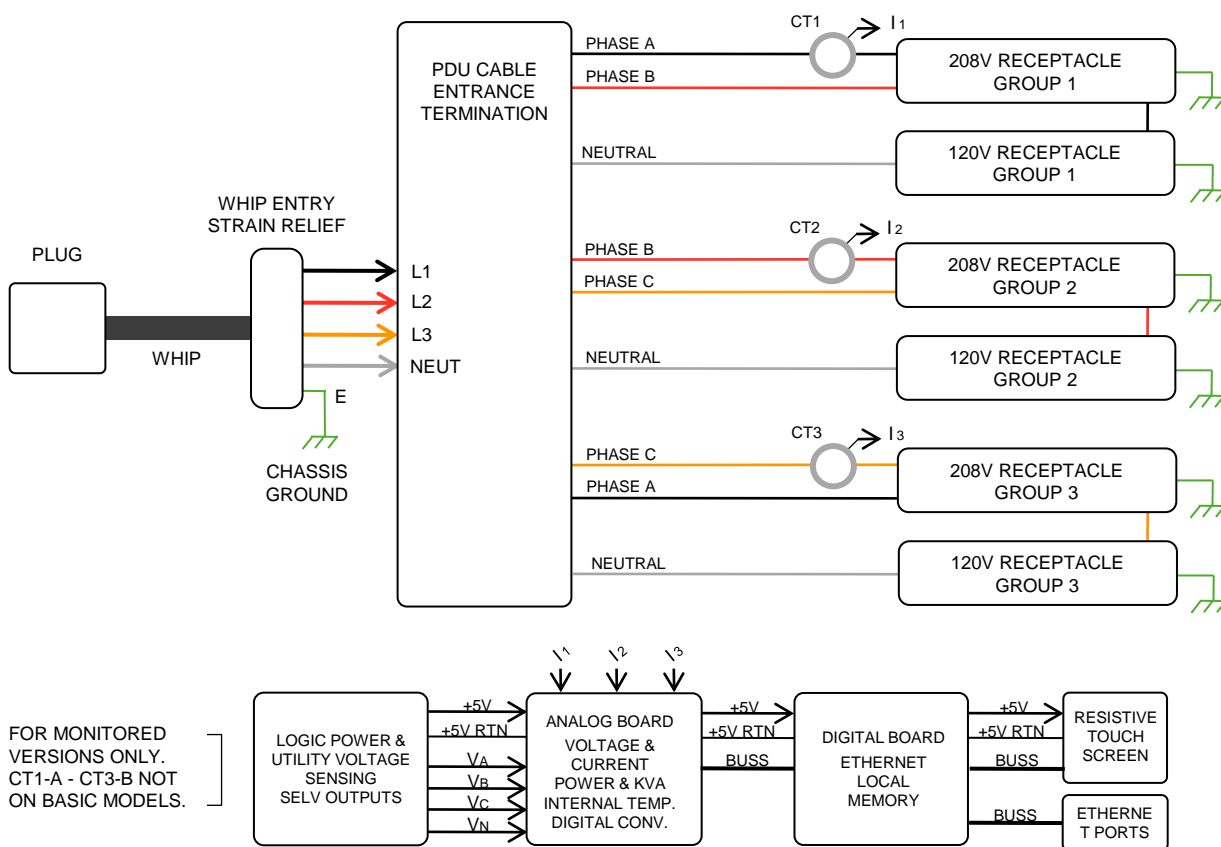 CT1
I1
PHASE A
PHASE B
NEUTRAL
PDU CABLE
ENTRANCE
TERMINATION
208V RECEPTACLE
GROUP 1
120V RECEPTACLE
GROUP 1
WHIP ENTRY
STRAIN RELIEF
PLUG
WHIP
L1
L2
L3
NEUT
E
CHASSIS
GROUND
CT2
I2
PHASE B
PHASE C
NEUTRAL
208V RECEPTACLE
GROUP 2
120V RECEPTACLE
GROUP 2
CT3
I3
PHASE C
PHASE A
NEUTRAL
208V RECEPTACLE
GROUP 3
120V RECEPTACLE
GROUP 3
I1
I2
I3
FOR MONITORED
VERSIONS ONLY.
CT1-A - CT3-B NOT
ON BASIC MODELS.
LOGIC POWER &
UTILITY VOLTAGE
SENSING
SELV OUTPUTS
+5V
+5V RTN
VA
VB
VC
VN
ANALOG BOARD
VOLTAGE &
CURRENT
POWER & KVA
INTERNAL TEMP.
DIGITAL CONV.
+5V
+5V RTN
BUSS
DIGITAL BOARD
ETHERNET
LOCAL
MEMORY
+5V
+5V RTN
BUSS
BUSS
RESISTIVE
TOUCH
SCREEN
ETHERNE
T PORTS